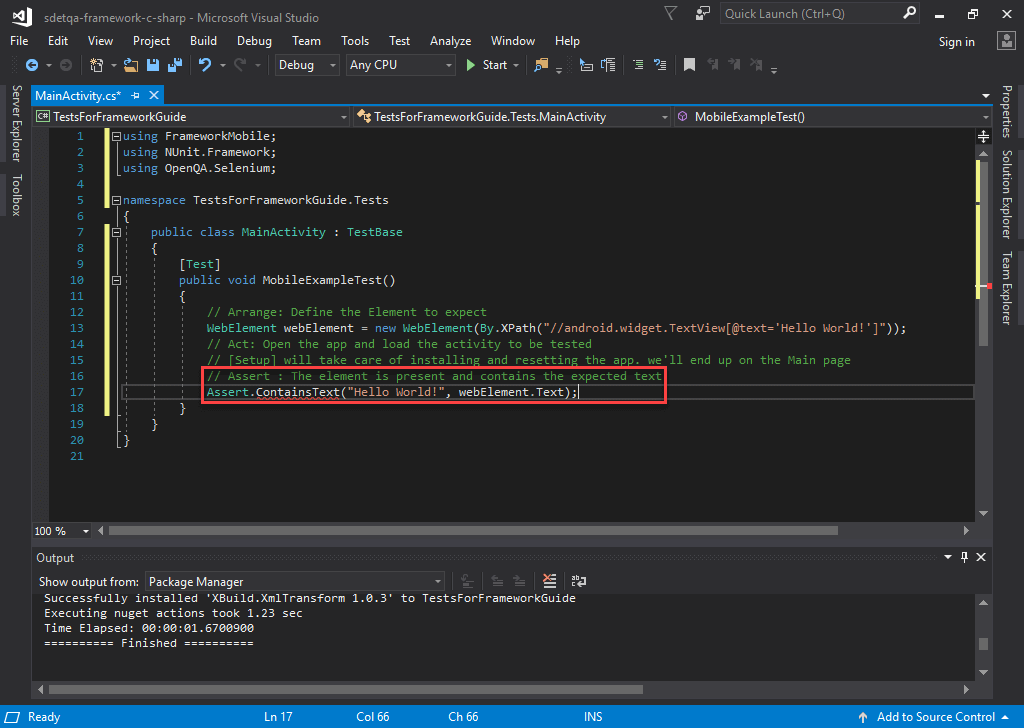 sdetqa-framework-c-sharp - Microsoft Visual Studio
Quick Launch (Ctrl+Q)
File Edit View Project Build Debug Team Tools Test Analyze Window Help
Sign in
Debug Any CPU Start
Server Explorer
Toolbox
MainActivity.cs*
TestsForFrameworkGuide TestsForFrameworkGuide.Tests.MainActivity MobileExampleTest()
1 using FrameworkMobile;
2 using NUnit.Framework;
3 using OpenQA.Selenium;
4
5 namespace TestsForFrameworkGuide.Tests
6 {
7 public class MainActivity : TestBase
8 {
9 [Test]
10 public void MobileExampleTest()
11 {
12 // Arrange: Define the Element to expect
13 WebElement webElement = new WebElement(By.XPath("//android.widget.TextView[@text='Hello World!']"));
14 // Act: Open the app and load the activity to be tested
15 // [Setup] will take care of installing and resetting the app. we'll end up on the Main page
16 // Assert : The element is present and contains the expected text
17 Assert.ContainsText("Hello World!", webElement.Text);
18 }
19 }
20 }
21
Properties
Solution Explorer
Team Explorer
100 %
Output
Show output from: Package Manager
Successfully installed 'XBuild.XmlTransform 1.0.3' to TestsForFrameworkGuide
Executing nuget actions took 1.23 sec
Time Elapsed: 00:00:01.6700900
========== Finished ==========
Ready Ln 17 Col 66 Ch 66 INS Add to Source Control